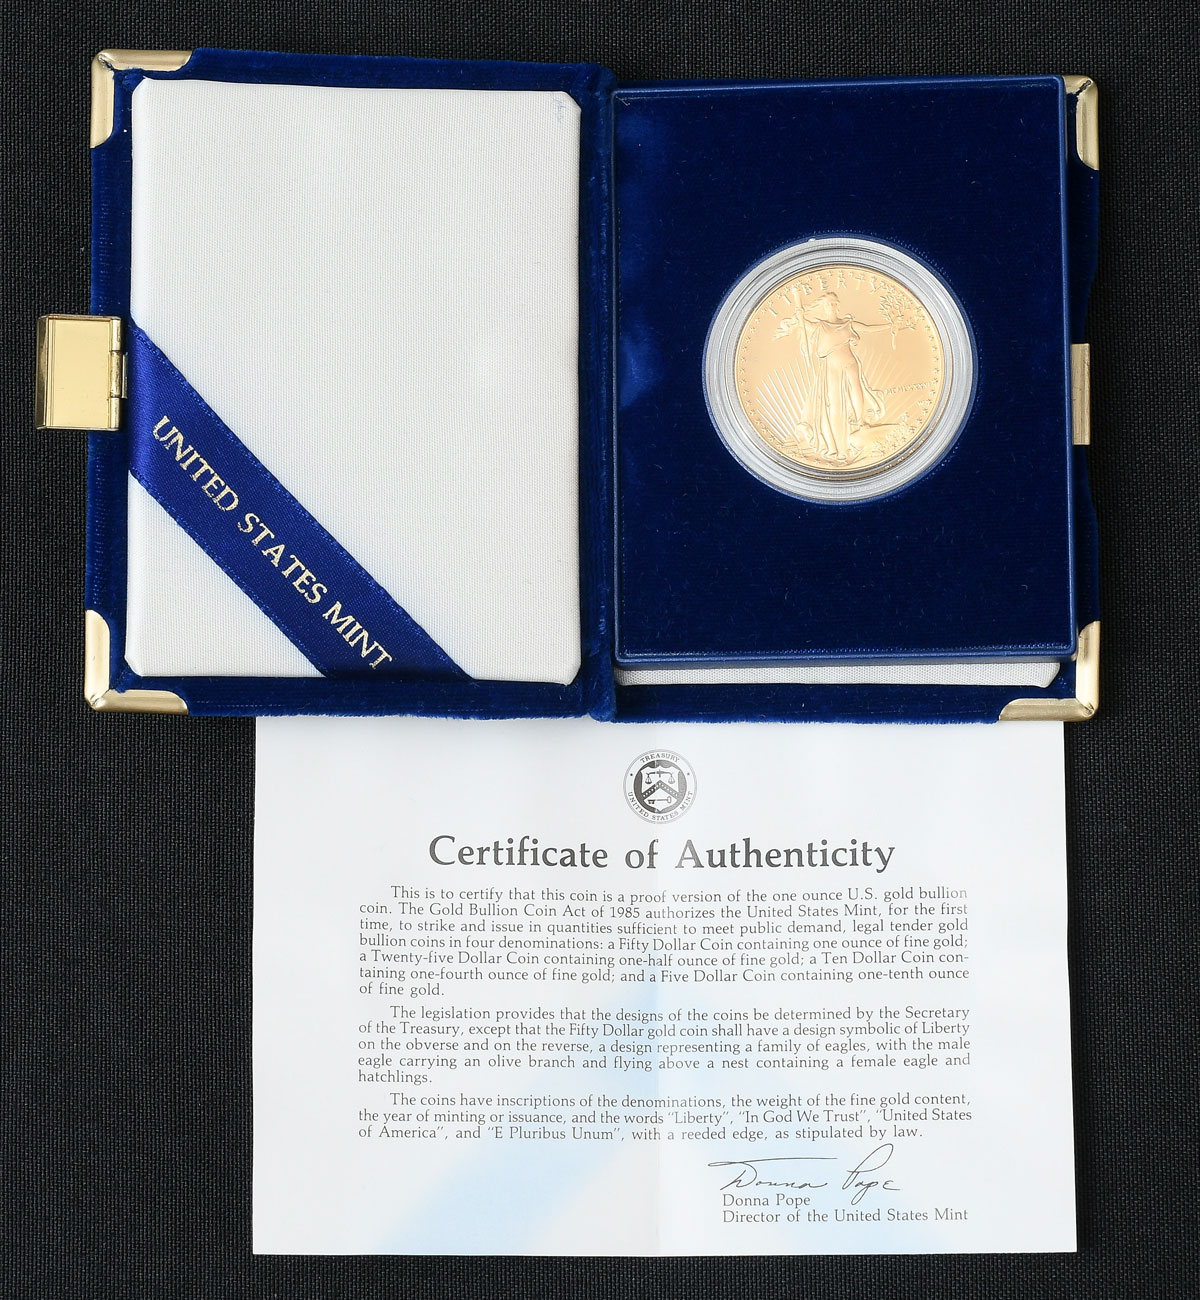 UNITED STATES MINT
LIBERTY
TREASURY
UNITED STATES MINT
Certificate of Authenticity
This is to certify that this coin is a proof version of the one ounce U.S. gold bullion
coin. The Gold Bullion Coin Act of 1985 authorizes the United States Mint, for the first
time, to strike and issue in quantities sufficient to meet public demand, legal tender gold
bullion coins in four denominations: a Fifty Dollar Coin containing one ounce of fine gold;
a Twenty-five Dollar Coin containing one-half ounce of fine gold; a Ten Dollar Coin con-
taining one-fourth ounce of fine gold; and a Five Dollar Coin containing one-tenth ounce
of fine gold.
The legislation provides that the designs of the coins be determined by the Secretary
of the Treasury, except that the Fifty Dollar gold coin shall have a design symbolic of Liberty
on the obverse and on the reverse, a design representing a family of eagles, with the male
eagle carrying an olive branch and flying above a nest containing a female eagle and
hatchlings.
The coins have inscriptions of the denominations, the weight of the fine gold content,
the year of minting or issuance, and the words "Liberty", "In God We Trust", "United States
of America", and "E Pluribus Unum", with a reeded edge, as stipulated by law.
Donna Pope
Donna Pope
Director of the United States Mint